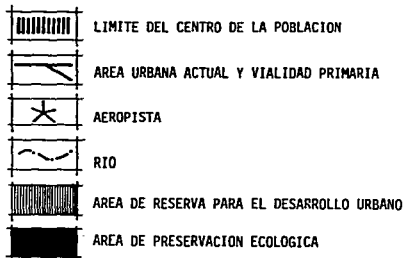 LIMITE DEL CENTRO DE LA POBLACION
AREA URBANA ACTUAL Y VIALIDAD PRIMARIA
AEROPISTA
RIO
AREA DE RESERVA PARA EL DESARROLLO URBANO
AREA DE PRESERVACION ECOLOGICA